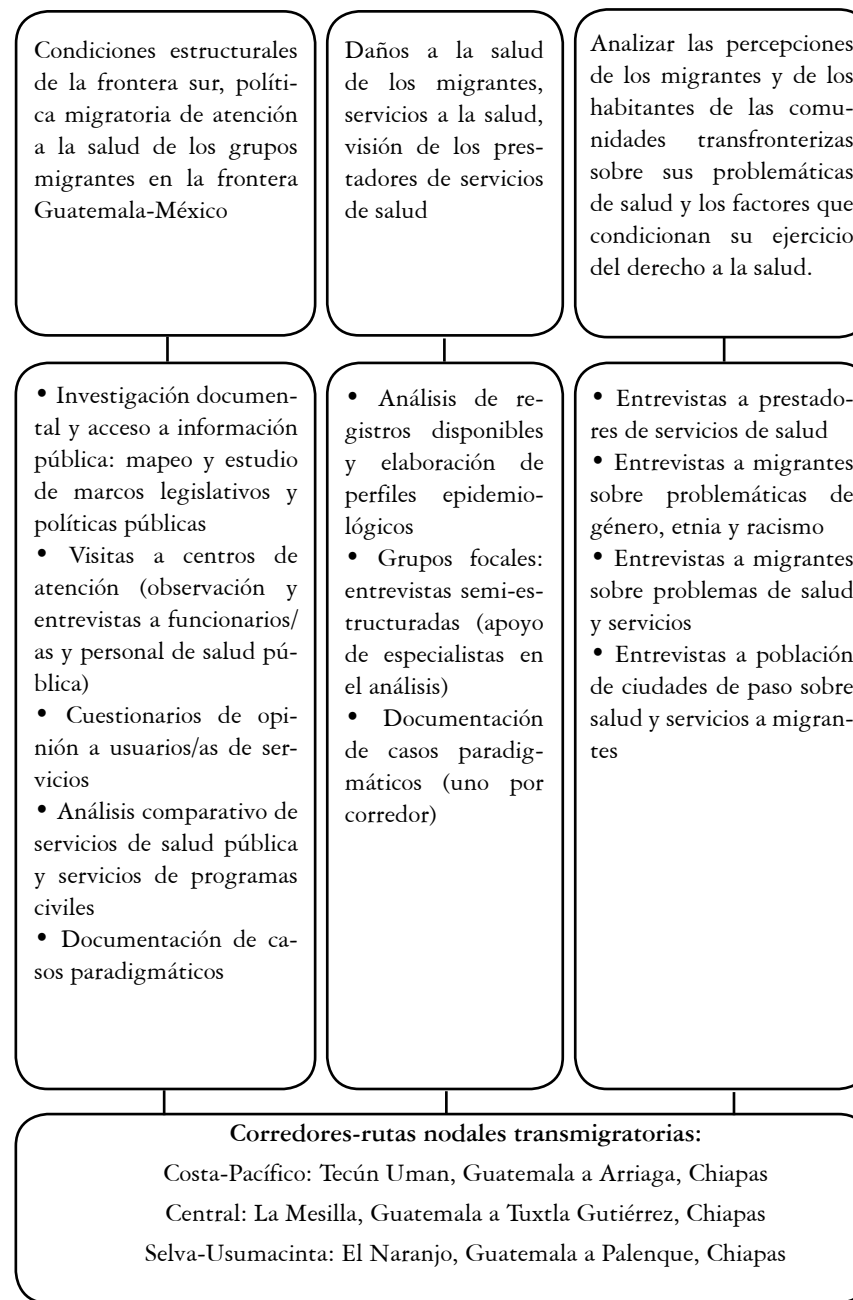 Condiciones estructurales
de la frontera sur, políti-
ca migratoria de atención
a la salud de los grupos
migrantes en la frontera
Guatemala-México
Daños a la salud
de los migrantes,
servicios a la salud,
visión de los pres-
tadores de servicios
de salud
Analizar las percepciones
de los migrantes y de los
habitantes de las comu-
nidades transfronterizas
sobre sus problemáticas
de salud y los factores que
condicionan su ejercicio
del derecho a la salud.
• Investigación documen-
tal y acceso a información
pública: mapeo y estudio
de marcos legislativos y
políticas públicas
• Visitas a centros de
atención (observación y
entrevistas a funcionarios/
as y personal de salud pú-
blica)
• Cuestionarios de opi-
nión a usuarios/as de ser-
vicios
• Análisis comparativo de
servicios de salud pública
y servicios de programas
civiles
• Documentación de ca-
sos paradigmáticos
• Análisis de re-
gistros disponibles
y elaboración de
perfiles epidemio-
lógicos
• Grupos focales:
entrevistas semi-es-
tructuradas (apoyo
de especialistas en
el análisis)
• Documentación
de casos paradig-
máticos (uno por
corredor)
• Entrevistas a prestado-
res de servicios de salud
• Entrevistas a migrantes
sobre problemáticas de
género, etnia y racismo
• Entrevistas a migrantes
sobre problemas de salud
y servicios
• Entrevistas a población
de ciudades de paso sobre
salud y servicios a migran-
tes
Corredores-rutas nodales transmigratorias:
Costa-Pacífico: Tecún Uman, Guatemala a Arriaga, Chiapas
Central: La Mesilla, Guatemala a Tuxtla Gutiérrez, Chiapas
Selva-Usumacinta: El Naranjo, Guatemala a Palenque, Chiapas